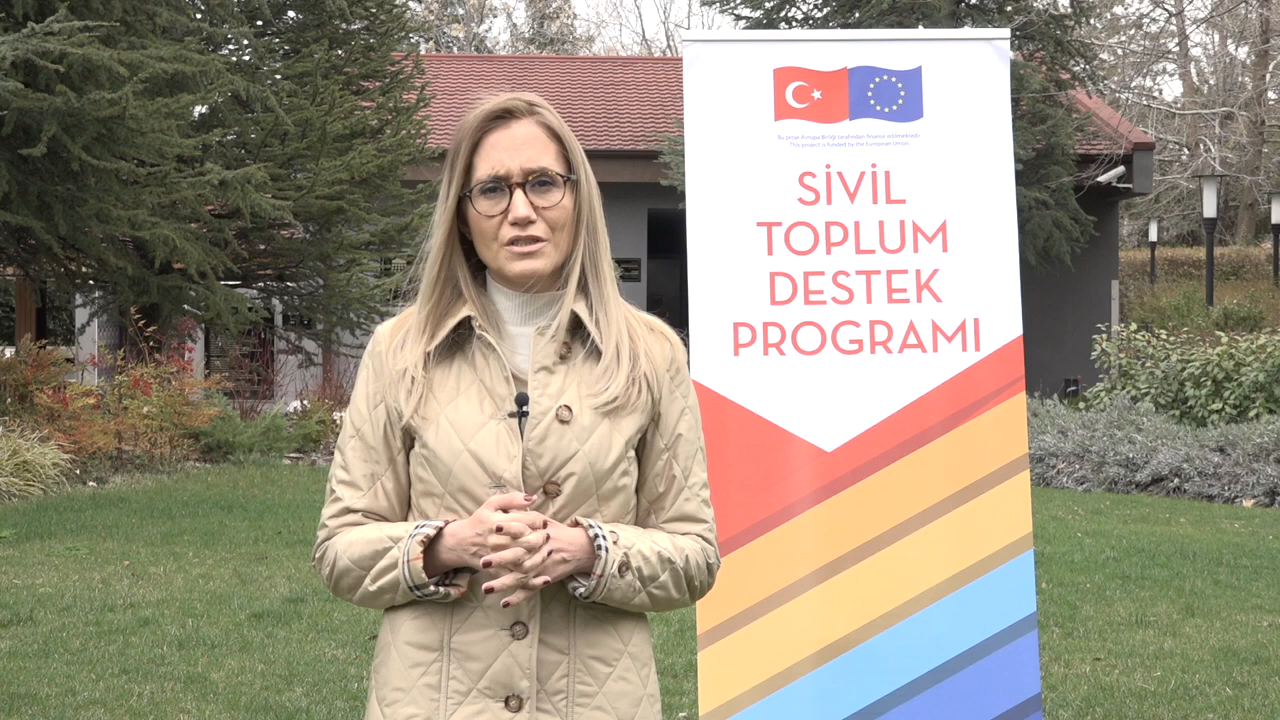 Bu proje Avrupa Birliği tarafından finanse edilmektedir.
This project is funded by the European Union.
SİVİL
TOPLUM
DESTEK
PROGRAMI